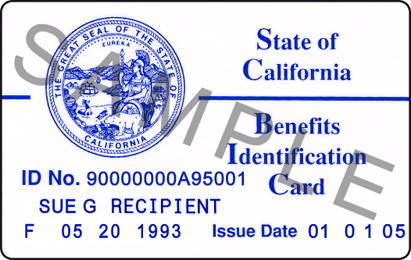 THE GREAT SEAL OF THE STATE OF CALIFORNIA
EUREKA
State of
California
Benefits
Identification
Card
ID No. 90000000A95001
SUE G RECIPIENT
F 05 20 1993 Issue Date 01 01 05
SAMPLE